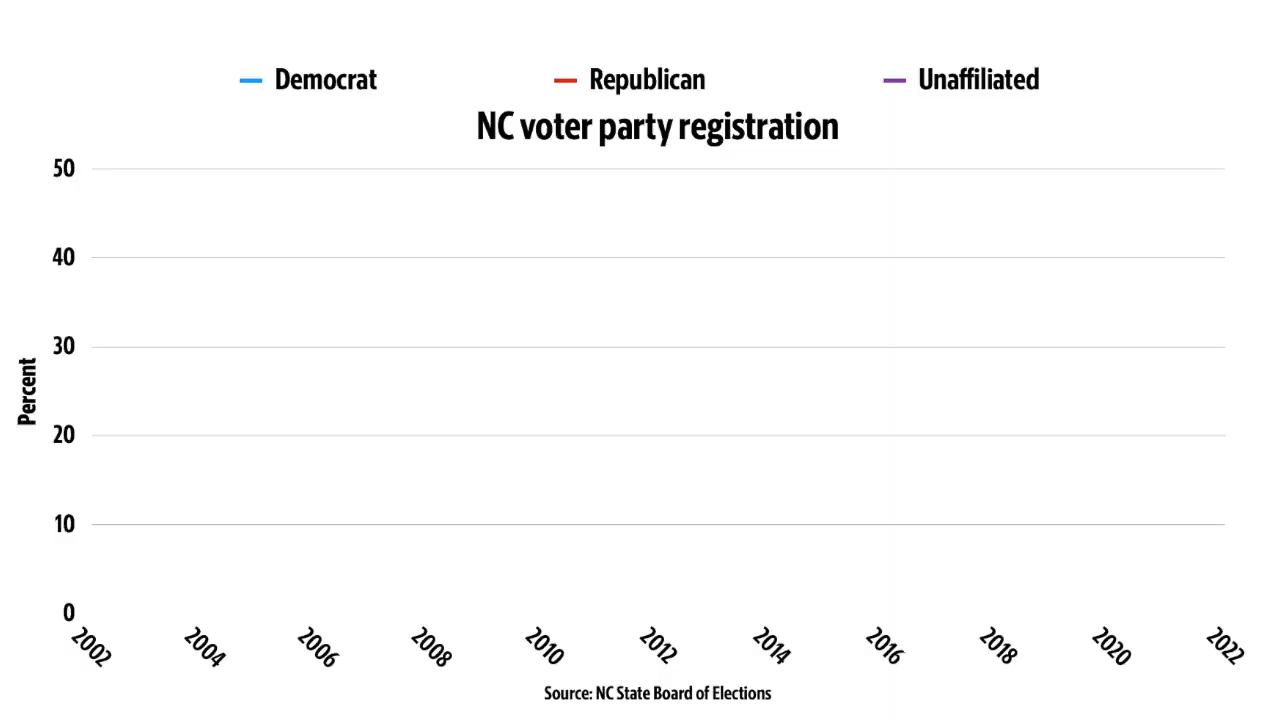 Democrat Republican Unaffiliated
NC voter party registration
50
40
30
Percent
20
10
0
2002 2004 2006 2008 2010 2012 2014 2016 2018 2020 2022
Source: NC State Board of Elections